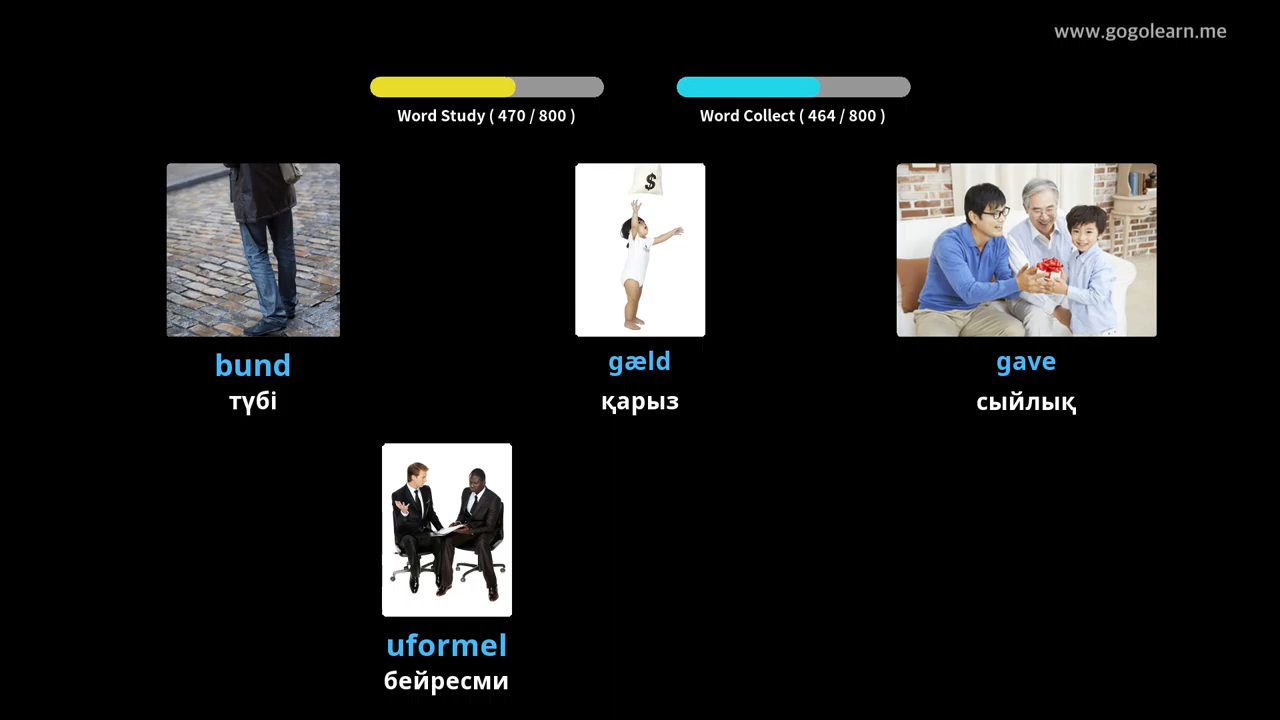 www.gogolearn.me
Word Study ( 470 / 800 )
Word Collect ( 464 / 800 )
$
bund
түбі
gæld
қарыз
gave
сыйлық
uformel
бейресми